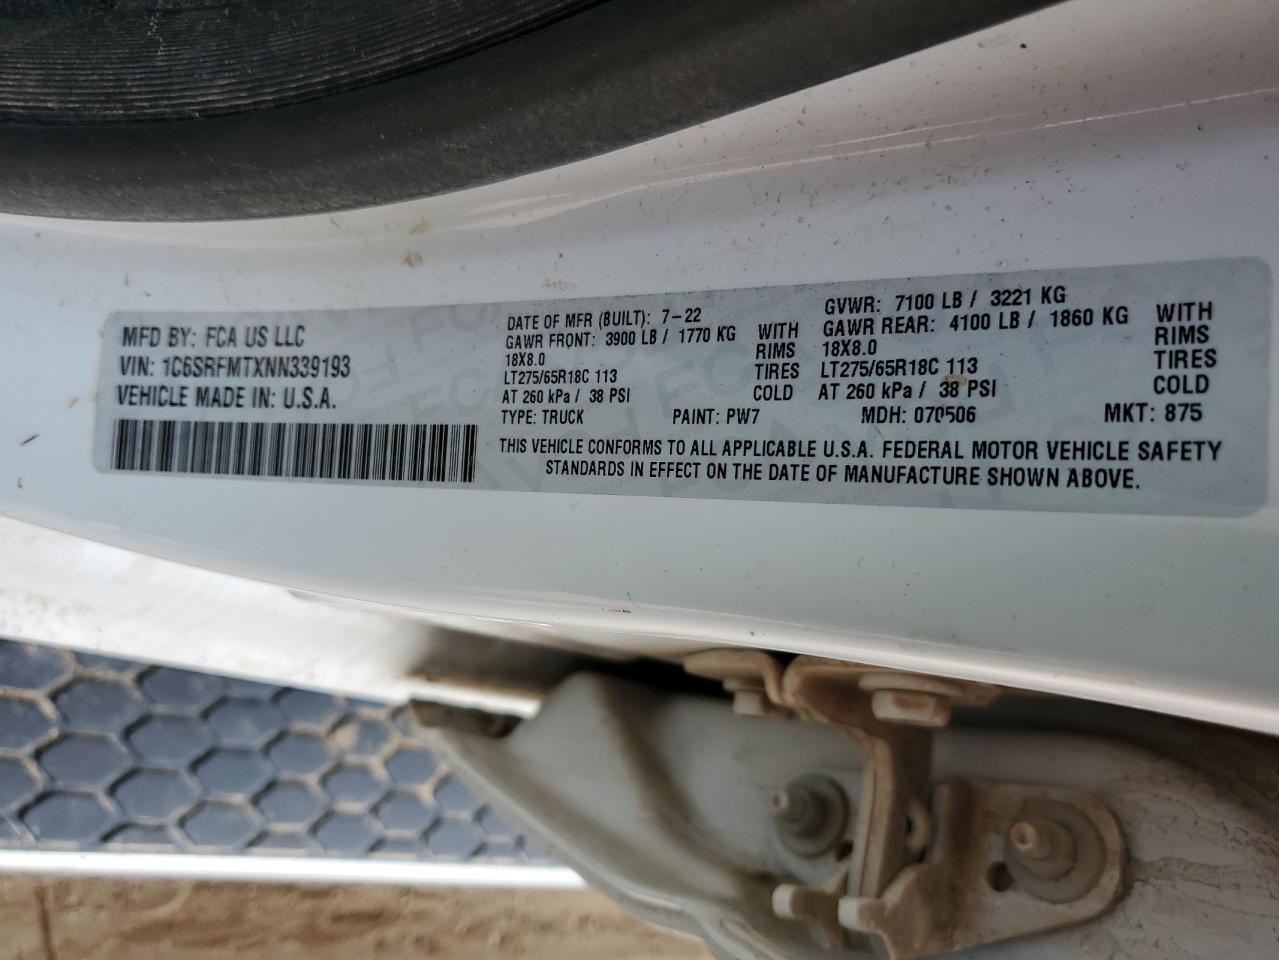 MFD BY: FCA US LLC
VIN: 1C6SRFMTXNN339193
VEHICLE MADE IN: U.S.A.
DATE OF MFR (BUILT): 7-22
GVWR: 7100 LB / 3221 KG
GAWR FRONT: 3900 LB / 1770 KG WITH
18X8.0 RIMS
LT275/65R18C 113 TIRES
AT 260 kPa / 38 PSI COLD
GAWR REAR: 4100 LB / 1860 KG WITH
18X8.0 RIMS
LT275/65R18C 113 TIRES
AT 260 kPa / 38 PSI COLD
TYPE: TRUCK PAINT: PW7 MDH: 070506 MKT: 875
THIS VEHICLE CONFORMS TO ALL APPLICABLE U.S.A. FEDERAL MOTOR VEHICLE SAFETY
STANDARDS IN EFFECT ON THE DATE OF MANUFACTURE SHOWN ABOVE.